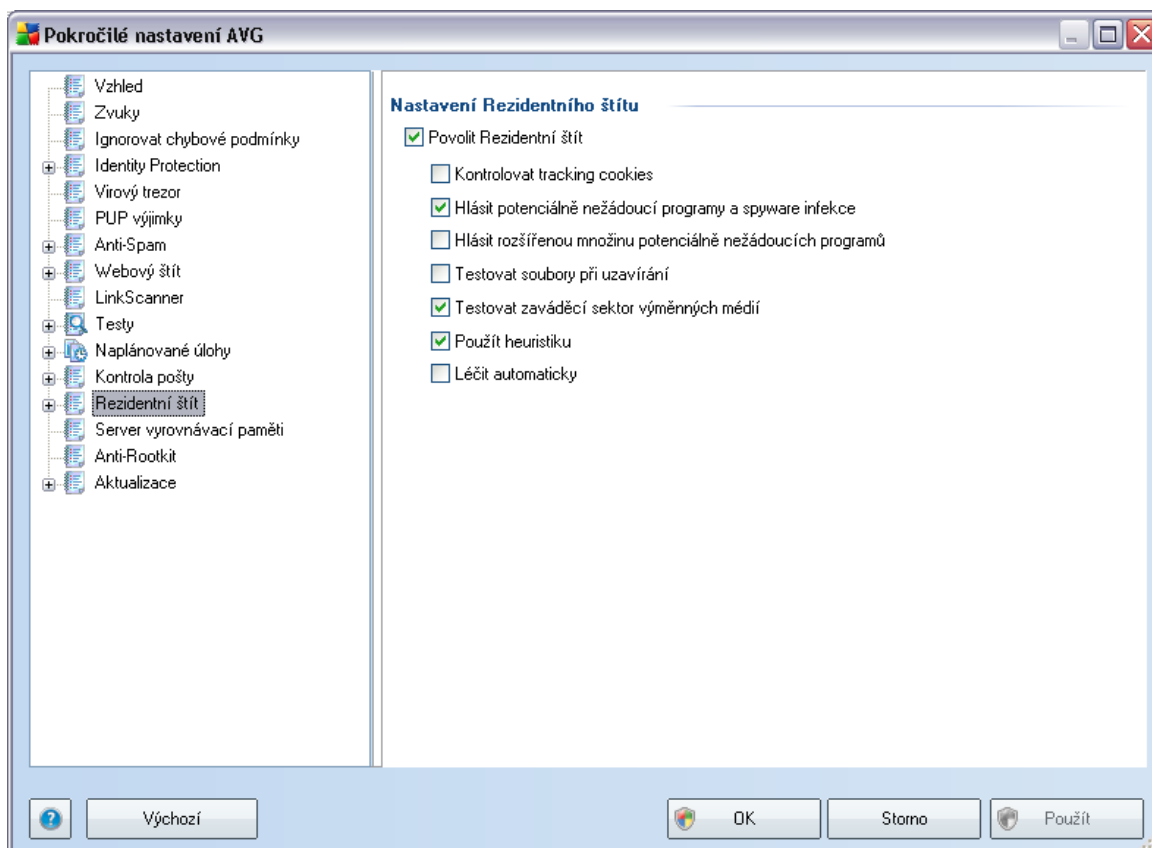 Pokročilé nastavení AVG
Vzhled
Zvuky
Ignorovat chybové podmínky
Identity Protection
Virový trezor
PUP výjimky
Anti-Spam
Webový štít
LinkScanner
Testy
Naplánované úlohy
Kontrola pošty
Rezidentní štít
Server vyrovnávací paměti
Anti-Rootkit
Aktualizace
Nastavení Rezidentního štítu
Povolit Rezidentní štít
Kontrolovat tracking cookies
Hlásit potenciálně nežádoucí programy a spyware infekce
Hlásit rozšířenou množinu potenciálně nežádoucích programů
Testovat soubory při uzavírání
Testovat zaváděcí sektor výměnných médií
Použít heuristiku
Léčit automaticky
?
Výchozí
OK
Storno
Použít